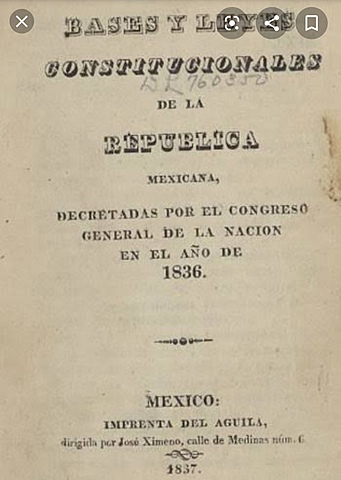 BASES Y LEYES
CONSTITUCIONALES
DE LA
REPUBLICA
MEXICANA,
DECRETADAS POR EL CONGRESO
GENERAL DE LA NACION
EN EL AÑO DE
1836.
MEXICO:
IMPRENTA DEL AGUILA,
dirigida por José Ximeno, calle de Medinas núm. 6
1837.